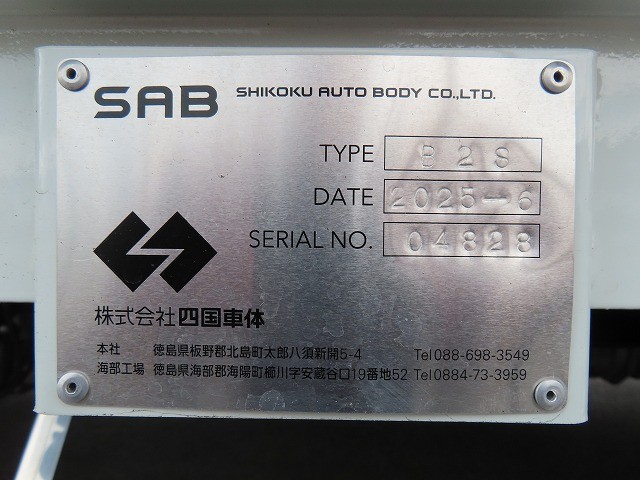 SAB SHIKOKU AUTO BODY CO.,LTD.
TYPE B2S
DATE 2025-6
SERIAL NO. 04828
株式会社四国車体
本社 徳島県板野郡北島町太郎八須新開5-4 Tel088-698-3549
海部工場 徳島県海部郡海陽町櫛川字安蔵谷口19番地52 Tel0884-73-3959